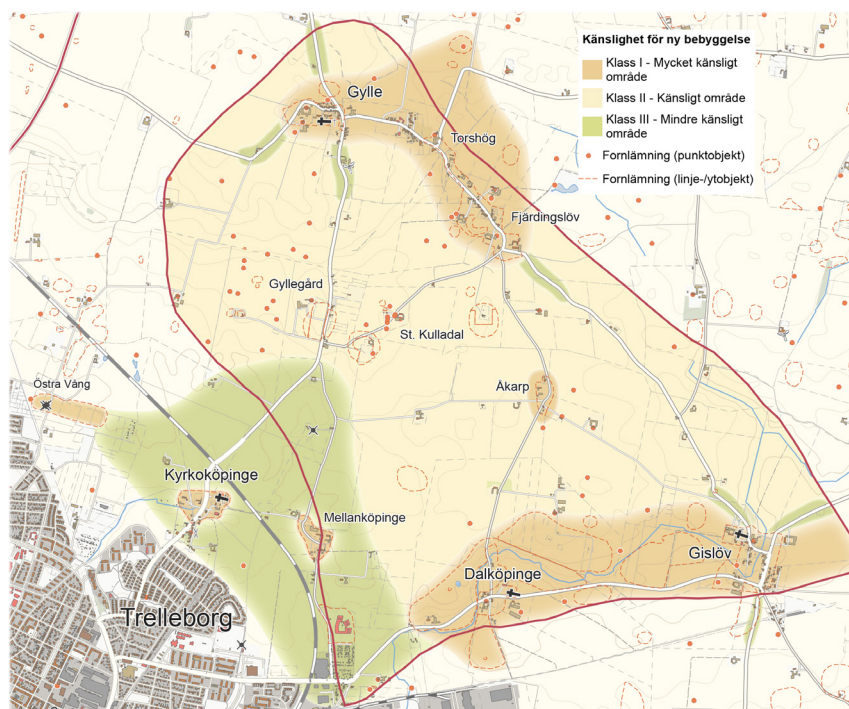 Känslighet för ny bebyggelse
Klass I - Mycket känsligt
område
Klass II - Känsligt område
Klass III - Mindre känsligt
område
Fornlämning (punktobjekt)
Fornlämning (linje-/ytobjekt)
Gylle
Torshög
Fjärdingslöv
Gyllegård
St. Kulladal
Åkarp
Östra Vång
Kyrkoköpinge
Mellanköpinge
Gislöv
Dalköpinge
Trelleborg